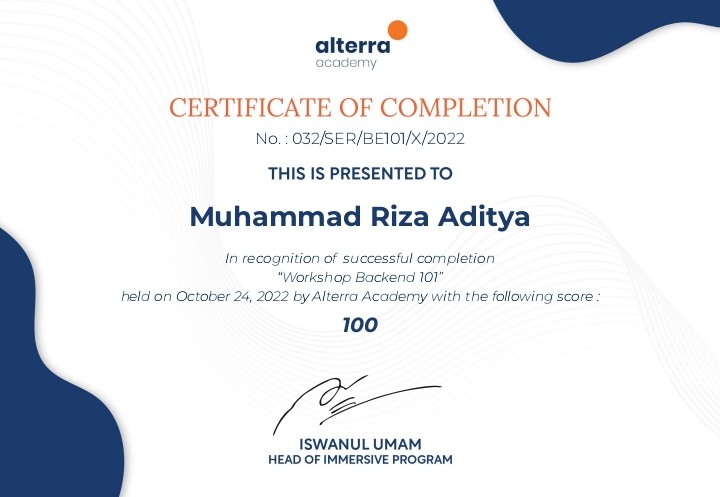 alterra
academy
CERTIFICATE OF COMPLETION
No. : 032/SER/BE101/X/2022
THIS IS PRESENTED TO
Muhammad Riza Aditya
In recognition of successful completion
“Workshop Backend 101”
held on October 24, 2022 by Alterra Academy with the following score :
100
ISWANUL UMAM
HEAD OF IMMERSIVE PROGRAM